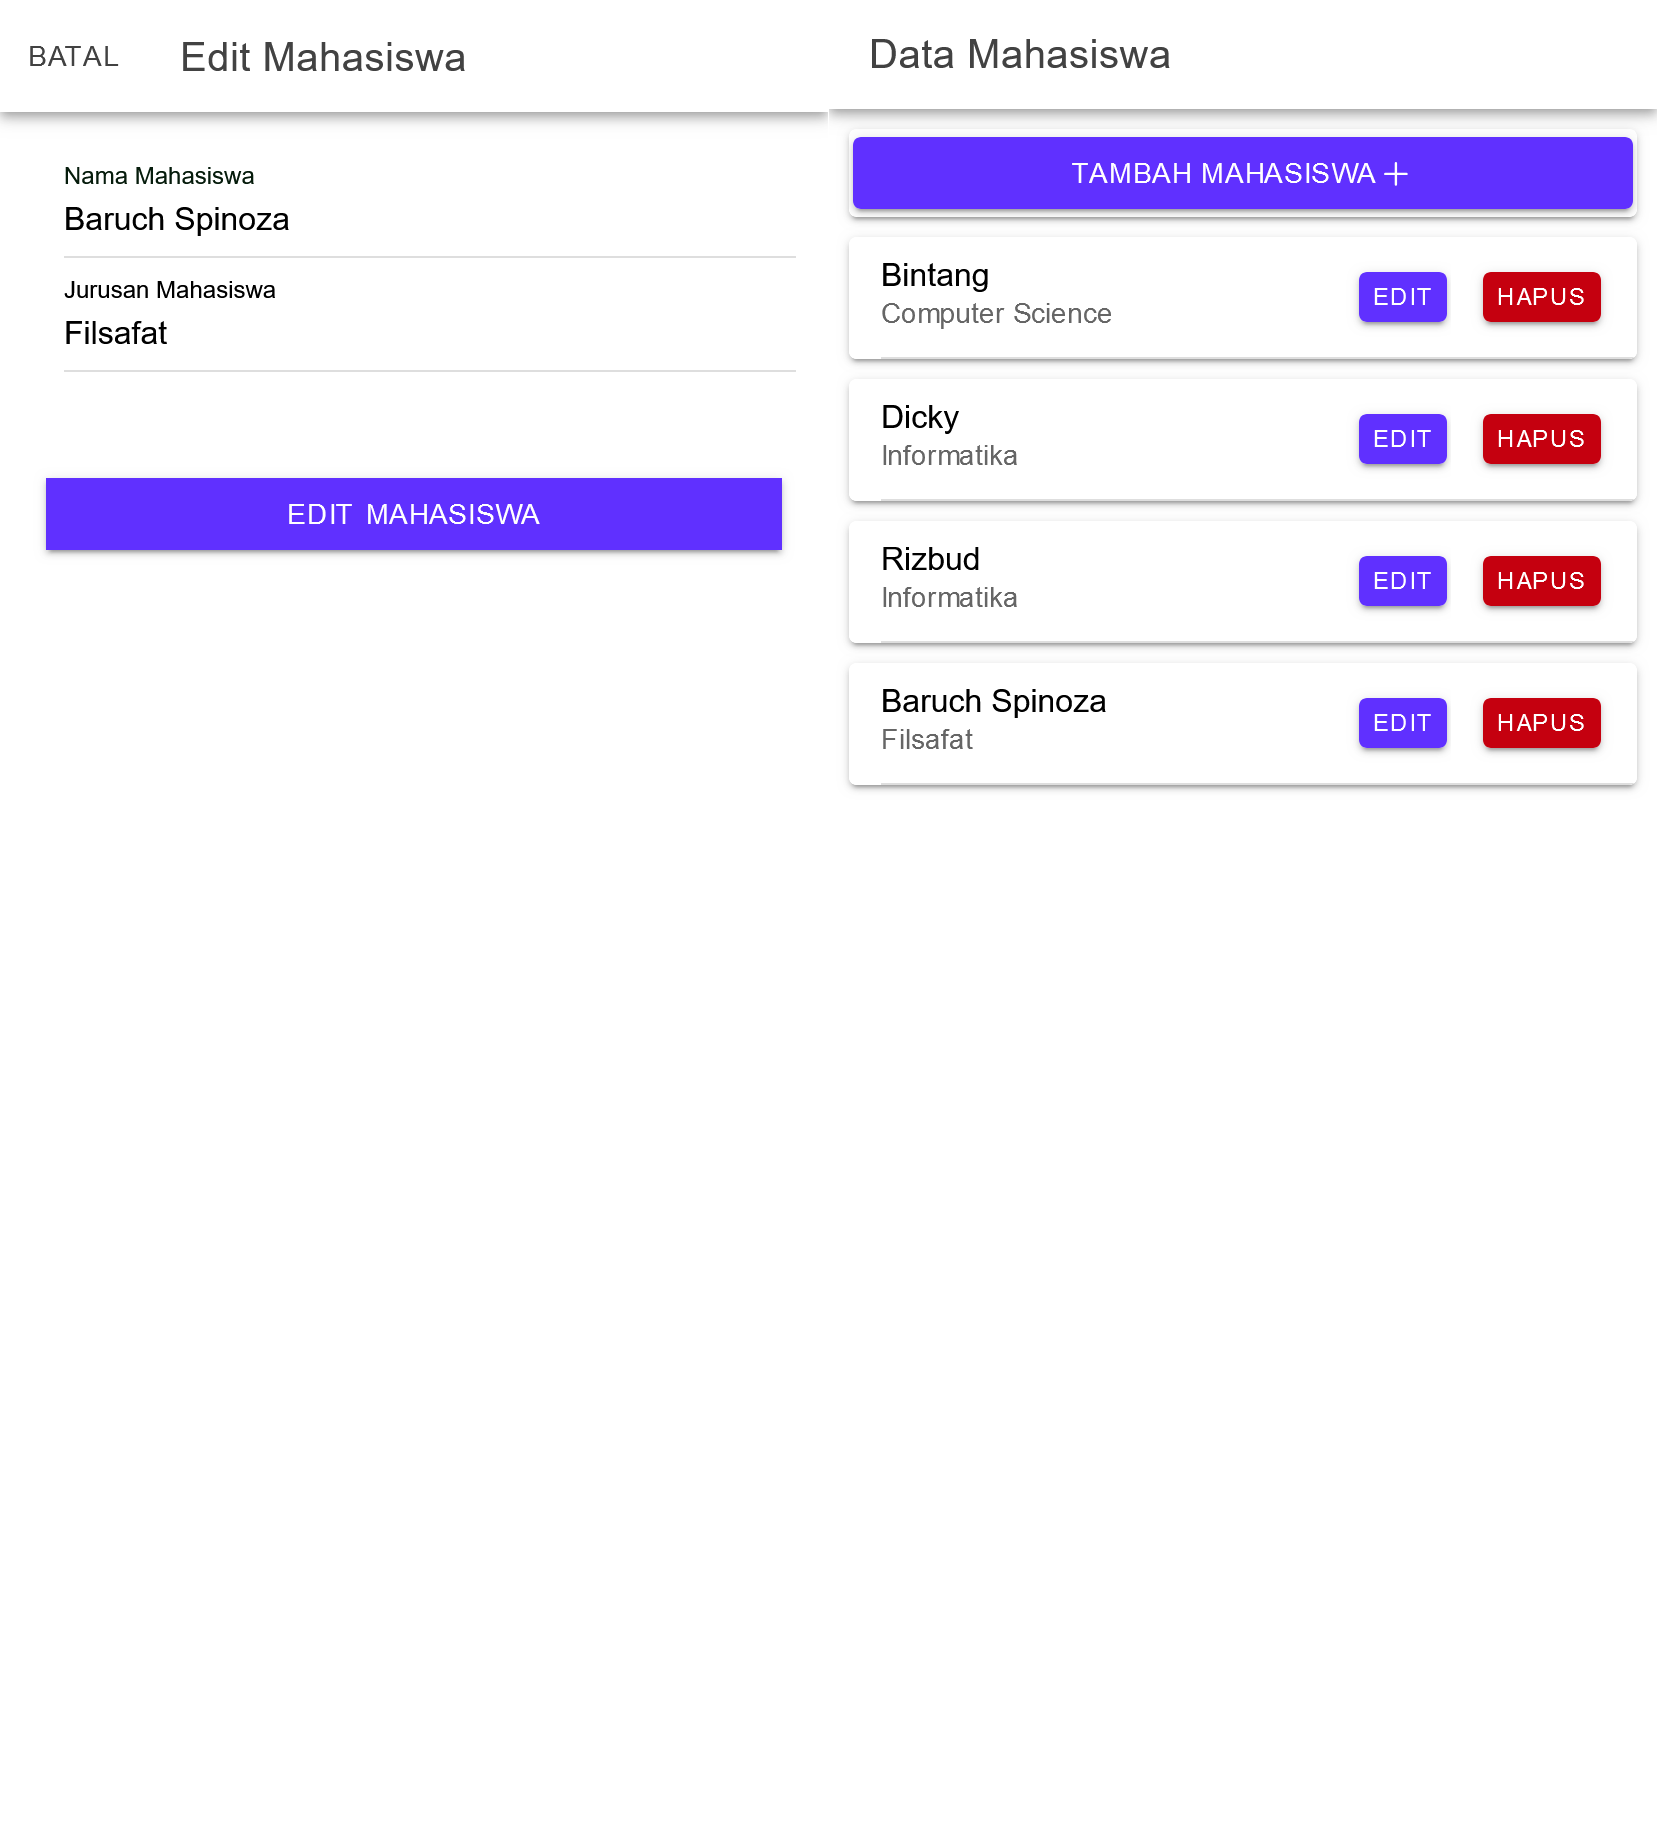 BATAL
Edit Mahasiswa
Nama Mahasiswa
Baruch Spinoza
Jurusan Mahasiswa
Filsafat
EDIT MAHASISWA
Data Mahasiswa
TAMBAH MAHASISWA +
Bintang
Computer Science
EDIT
HAPUS
Dicky
Informatika
EDIT
HAPUS
Rizbud
Informatika
EDIT
HAPUS
Baruch Spinoza
Filsafat
EDIT
HAPUS